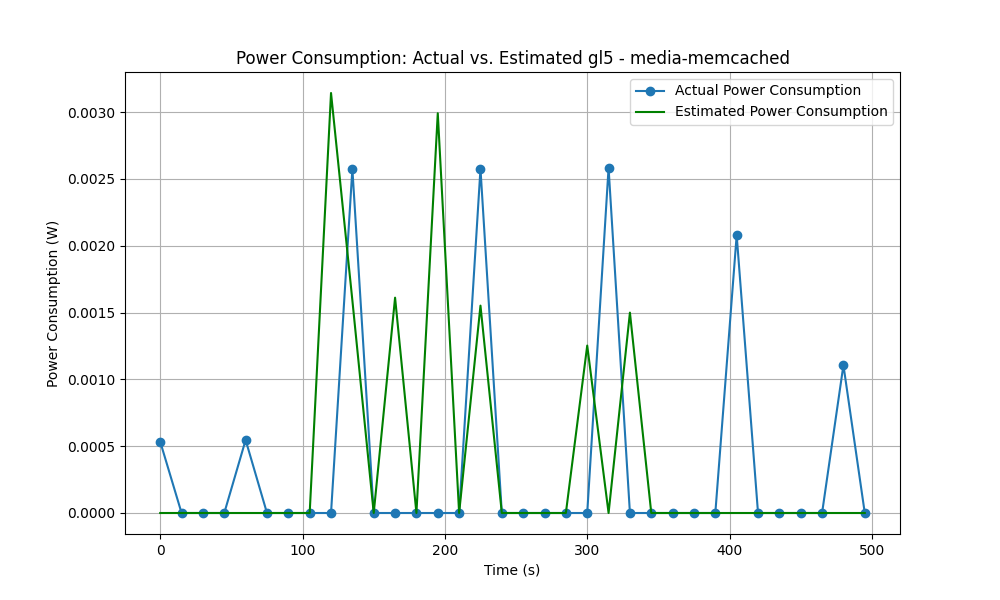 Power Consumption: Actual vs. Estimated gl5 - media-memcached
Actual Power Consumption
Estimated Power Consumption
Power Consumption (W)
0.0030
0.0025
0.0020
0.0015
0.0010
0.0005
0.0000
0 100 200 300 400 500
Time (s)